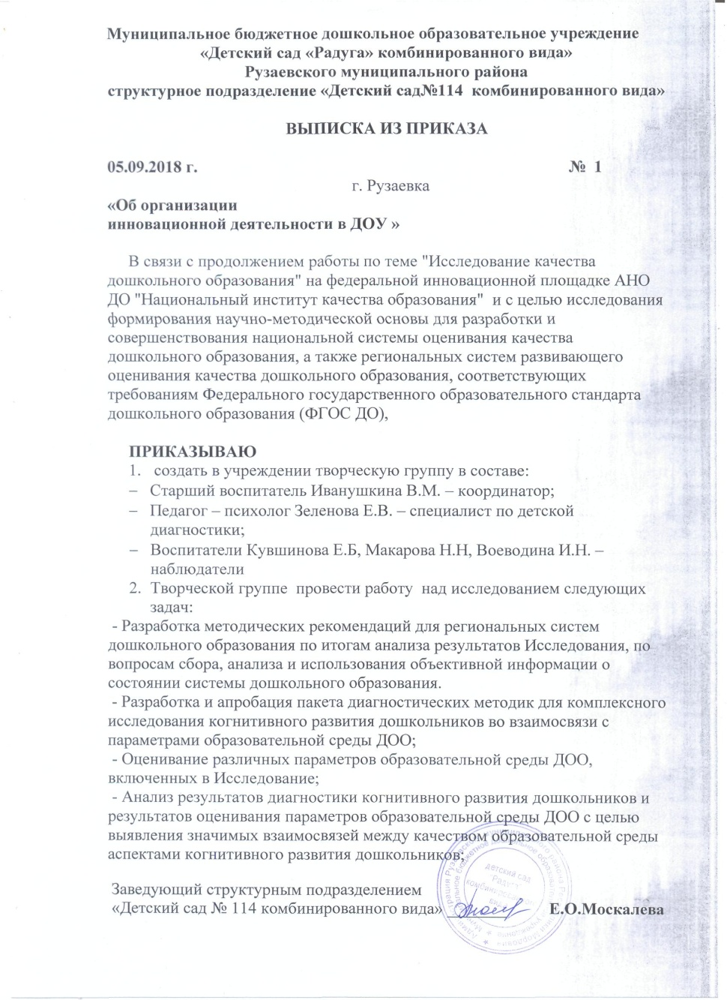 Муниципальное бюджетное дошкольное образовательное учреждение
«Детский сад «Радуга» комбинированного вида»
Рузаевского муниципального района
структурное подразделение «Детский сад№114  комбинированного вида»
ВЫПИСКА ИЗ ПРИКАЗА
05.09.2018 г. № 1
г. Рузаевка
«Об организации
инновационной деятельности в ДОУ »
В связи с продолжением работы по теме "Исследование качества
дошкольного образования" на федеральной инновационной площадке АНО
ДО "Национальный институт качества образования"  и с целью исследования
формирования научно-методической основы для разработки и
совершенствования национальной системы оценивания качества
дошкольного образования, а также региональных систем развивающего
оценивания качества дошкольного образования, соответствующих
требованиям Федерального государственного образовательного стандарта
дошкольного образования (ФГОС ДО),
ПРИКАЗЫВАЮ
1. создать в учреждении творческую группу в составе:
– Старший воспитатель Иванушкина В.М. – координатор;
– Педагог – психолог Зеленова Е.В. – специалист по детской
диагностики;
– Воспитатели Кувшинова Е.Б, Макарова Н.Н, Воеводина И.Н. –
наблюдатели
2. Творческой группе  провести работу  над исследованием следующих
задач:
- Разработка методических рекомендаций для региональных систем
дошкольного образования по итогам анализа результатов Исследования, по
вопросам сбора, анализа и использования объективной информации о
состоянии системы дошкольного образования.
- Разработка и апробация пакета диагностических методик для комплексного
исследования когнитивного развития дошкольников во взаимосвязи с
параметрами образовательной среды ДОО;
- Оценивание различных параметров образовательной среды ДОО,
включенных в Исследование;
- Анализ результатов диагностики когнитивного развития дошкольников и
результатов оценивания параметров образовательной среды ДОО с целью
выявления значимых взаимосвязей между качеством образовательной среды
аспектами когнитивного развития дошкольников;
детский сад
"Радуга"
комбинированного
вида"
Заведующий структурным подразделением
«Детский сад № 114 комбинированного вида» Е.О.Москалева